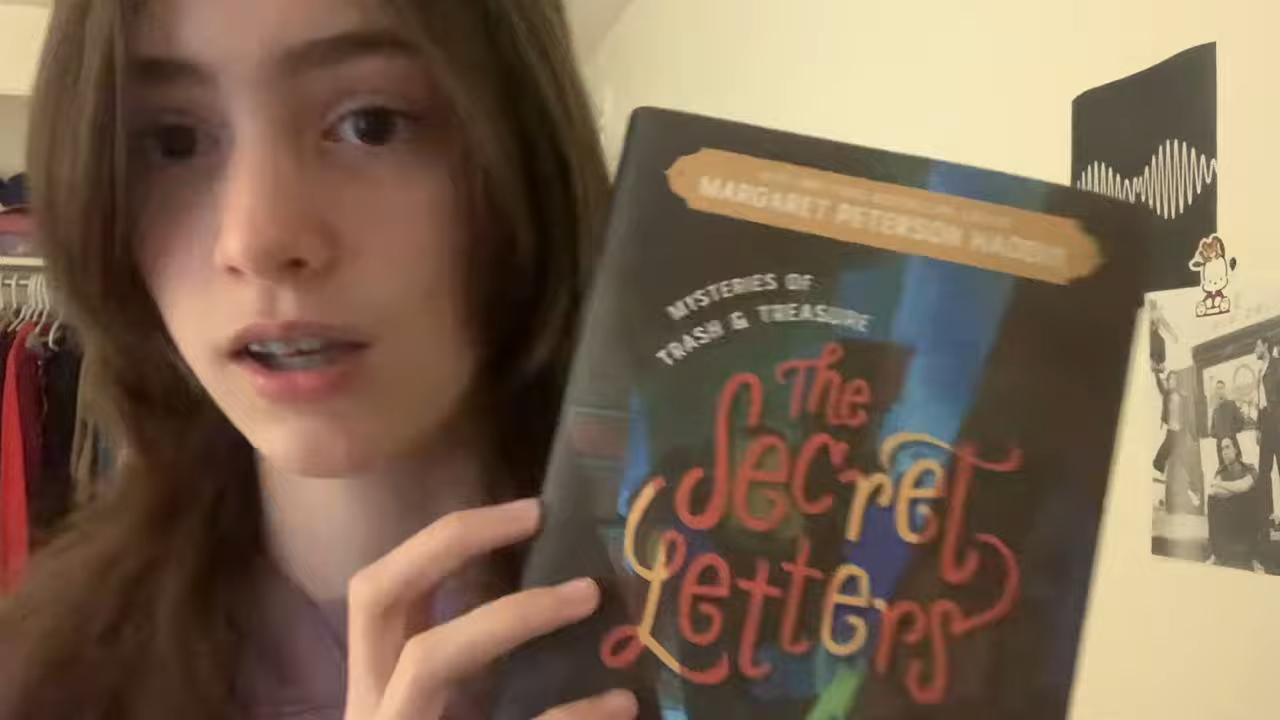 MARGARET PETERSON HADDIX
MYSTERIES OF
TRASH & TREASURE
The
Secret
Letters